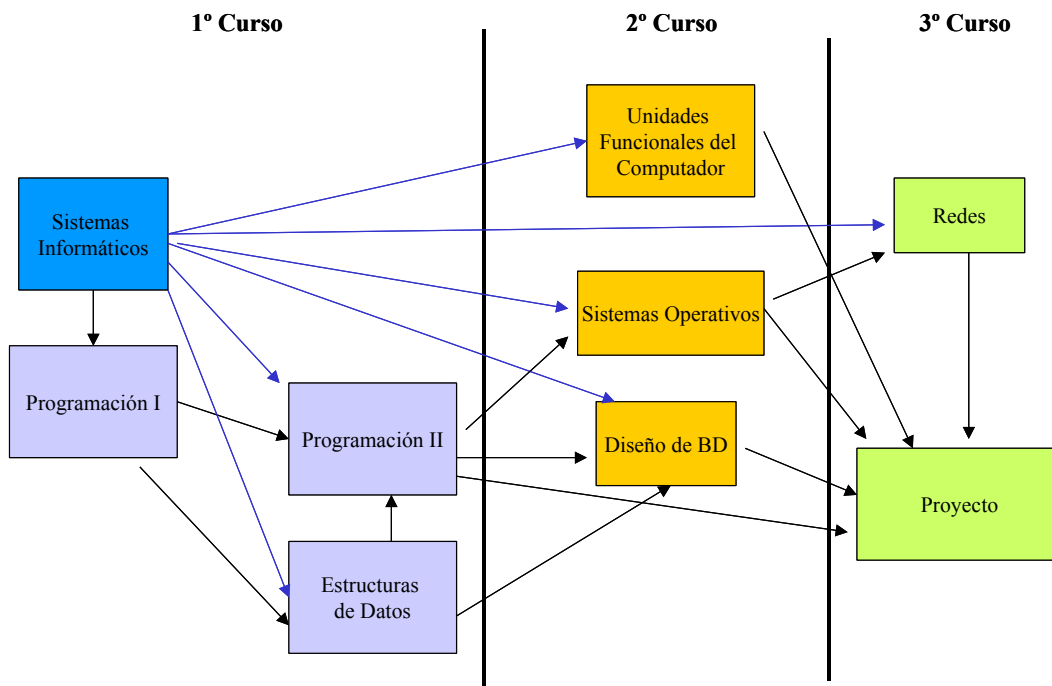 1º Curso
2º Curso
3º Curso
Unidades
Funcionales del
Computador
Sistemas
Informáticos
Redes
Sistemas Operativos
Programación I
Programación II
Diseño de BD
Proyecto
Estructuras
de Datos